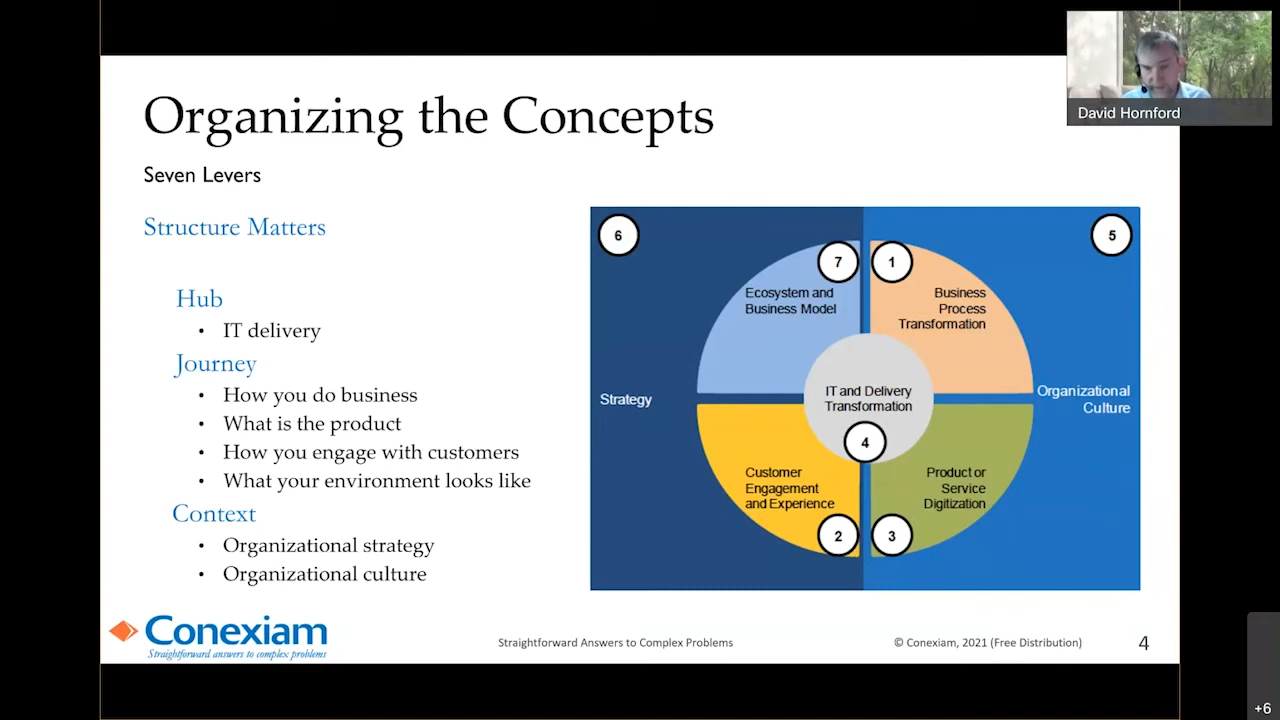 Organizing the Concepts
Seven Levers
Structure Matters
Hub
• IT delivery
Journey
• How you do business
• What is the product
• How you engage with customers
• What your environment looks like
Context
• Organizational strategy
• Organizational culture
6
5
7
1
Ecosystem and
Business Model
Business
Process
Transformation
Strategy
IT and Delivery
Transformation
Organizational
Culture
4
Customer
Engagement
and Experience
Product or
Service
Digitization
2
3
Conexiam
Straightforward answers to complex problems
Straightforward Answers to Complex Problems
© Conexiam, 2021 (Free Distribution)
4
David Hornford
+6